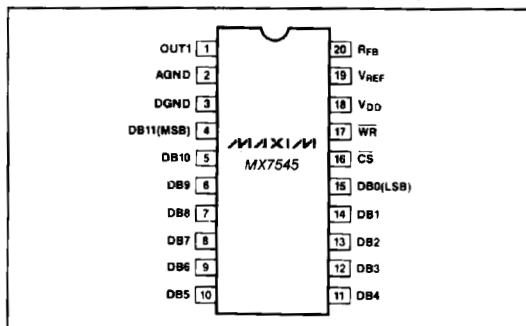 OUT1 1
AGND 2
DGND 3
DB11(MSB) 4
DB10 5
DB9 6
DB8 7
DB7 8
DB6 9
DB5 10
MAXIM
MX7545
20 RFB
19 VREF
18 VDD
17 W̅R̅
16 C̅S̅
15 DB0(LSB)
14 DB1
13 DB2
12 DB3
11 DB4